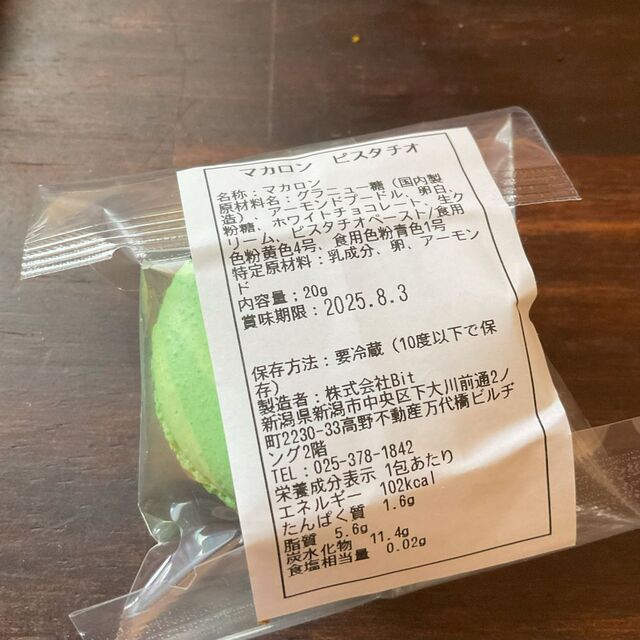 マカロン　ピスタチオ
名称：マカロン
原材料名：グラニュー糖（国内製
造）、アーモンドプードル、卵白、
粉糖、ホワイトチョコレート、生ク
リーム、ピスタチオペースト/食用
色粉黄色4号、食用色粉青色1号
特定原材料：乳成分、卵、アーモン
ド
内容量；20g
賞味期限：2025.8.3
保存方法：要冷蔵（10度以下で保
存）
製造者：株式会社Bit
新潟県新潟市中央区下大川前通2ノ
町2230-33高野不動産万代橋ビルヂ
ング2階
TEL：025-378-1842
栄養成分表示　1包あたり
エネルギー　102kcal
たんぱく質　1.6g
脂質　5.6g
炭水化物　11.4g
食塩相当量　0.02g